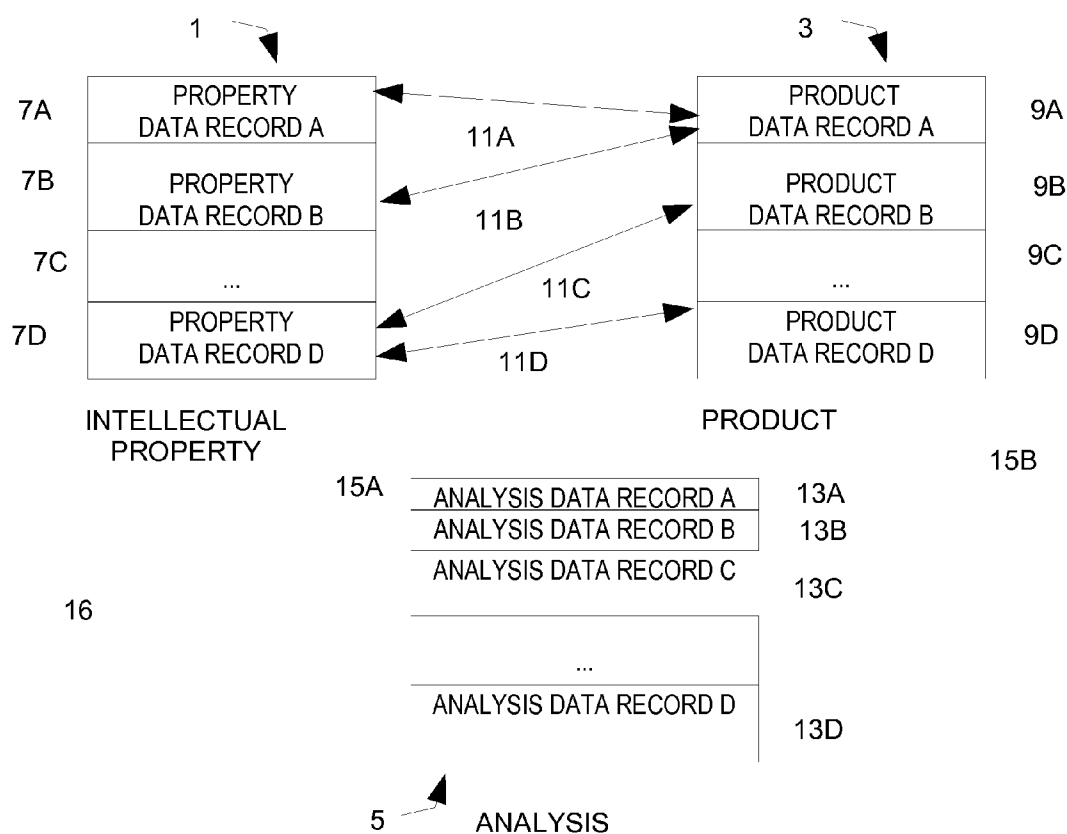 1
3
7A
PROPERTY
DATA RECORD A
11A
PRODUCT
DATA RECORD A
9A
7B
PROPERTY
DATA RECORD B
11B
PRODUCT
DATA RECORD B
9B
7C
...
11C
...
9C
7D
PROPERTY
DATA RECORD D
11D
PRODUCT
DATA RECORD D
9D
INTELLECTUAL
PROPERTY
PRODUCT
15B
15A
ANALYSIS DATA RECORD A
13A
ANALYSIS DATA RECORD B
13B
ANALYSIS DATA RECORD C
13C
16
...
ANALYSIS DATA RECORD D
13D
5
ANALYSIS